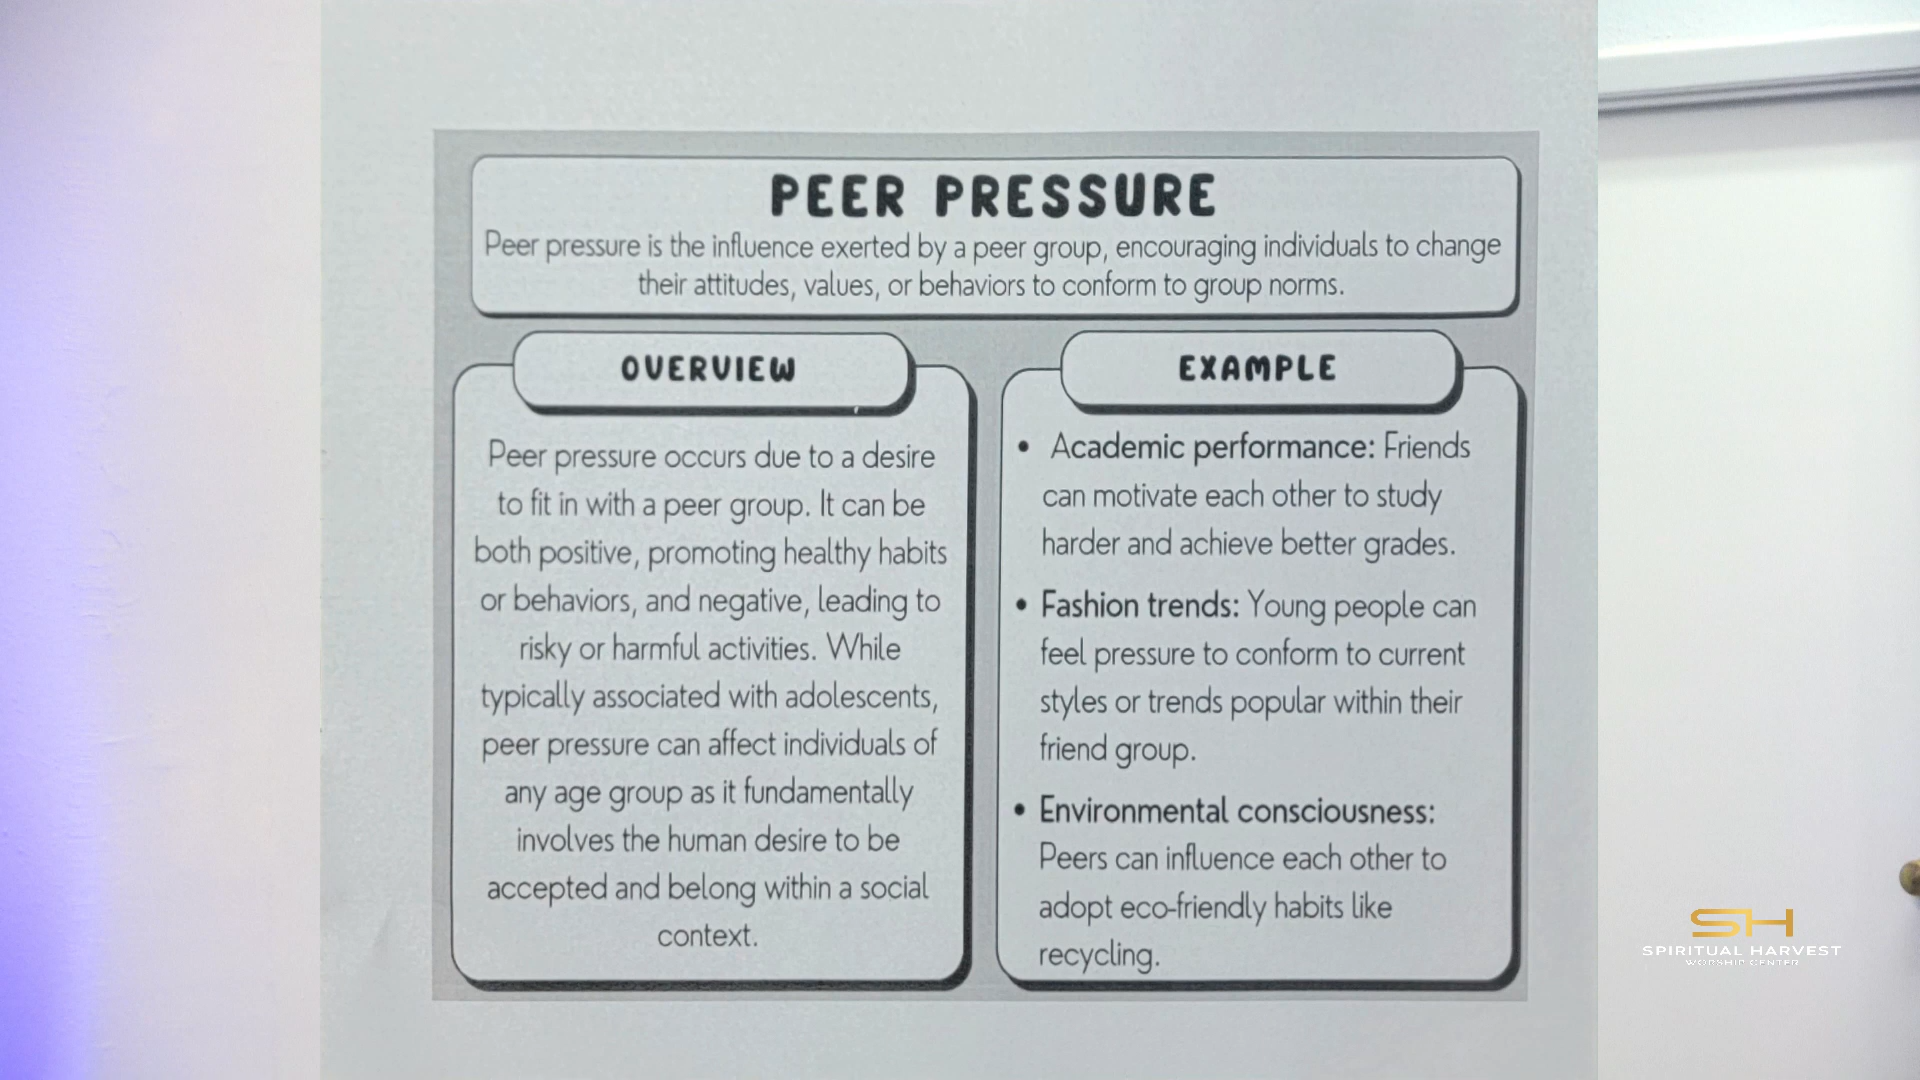 PEER PRESSURE
Peer pressure is the influence exerted by a peer group, encouraging individuals to change
their attitudes, values, or behaviors to conform to group norms.
OVERVIEW
Peer pressure occurs due to a desire
to fit in with a peer group. It can be
both positive, promoting healthy habits
or behaviors, and negative, leading to
risky or harmful activities. While
typically associated with adolescents,
peer pressure can affect individuals of
any age group as it fundamentally
involves the human desire to be
accepted and belong within a social
context.
EXAMPLE
• Academic performance: Friends
can motivate each other to study
harder and achieve better grades.
• Fashion trends: Young people can
feel pressure to conform to current
styles or trends popular within their
friend group.
• Environmental consciousness:
Peers can influence each other to
adopt eco-friendly habits like
recycling.
SH
SPIRITUAL HARVEST
WORSHIP CENTER